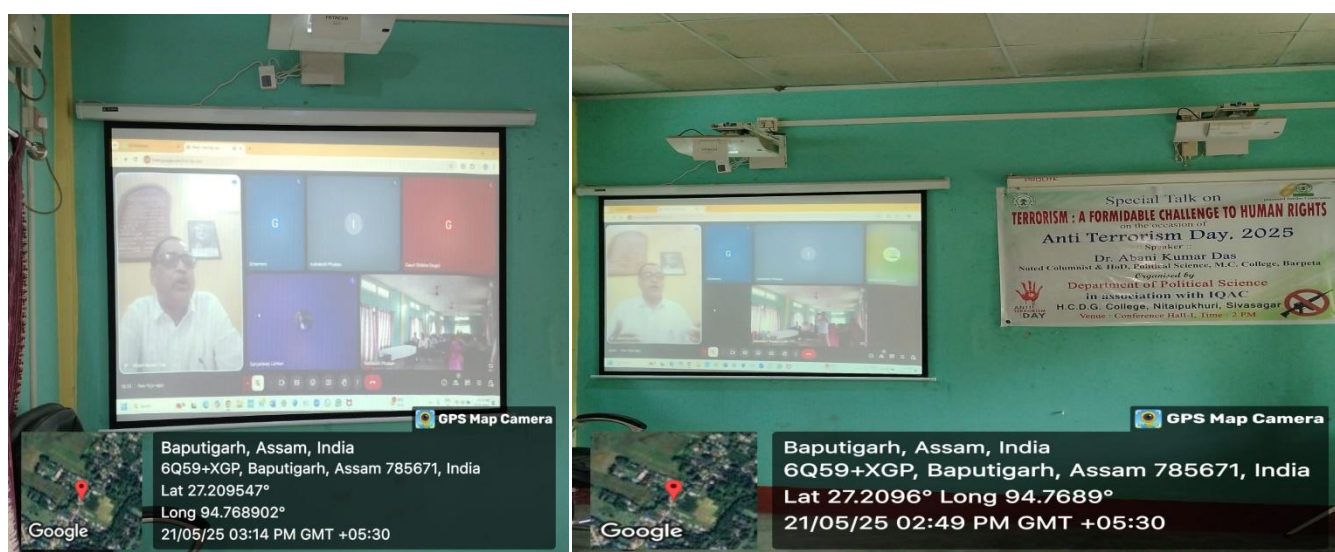 HITACHI
G
G
GPS Map Camera
Baputigarh, Assam, India
6Q59+XGP, Baputigarh, Assam 785671, India
Lat 27.209547°
Long 94.768902°
21/05/25 03:14 PM GMT +05:30
Google
HITACHI
G
Special Talk on
TERRORISM : A FORMIDABLE CHALLENGE TO HUMAN RIGHTS
on the occasion of
Anti Terrorism Day, 2025
Speaker
Dr. Abani Kumar Das
Noted Columnist & HoD, Political Science, M.C. College, Barpeta
Organised by
Department of Political Science
in association with IQAC
H.C.D.G. College, Nitaipukhuri, Sivasagar
Venue : Conference Hall-I, Time : 2 PM
DAY
GPS Map Camera
Baputigarh, Assam, India
6Q59+XGP, Baputigarh, Assam 785671, India
Lat 27.2096° Long 94.7689°
21/05/25 02:49 PM GMT +05:30
Google